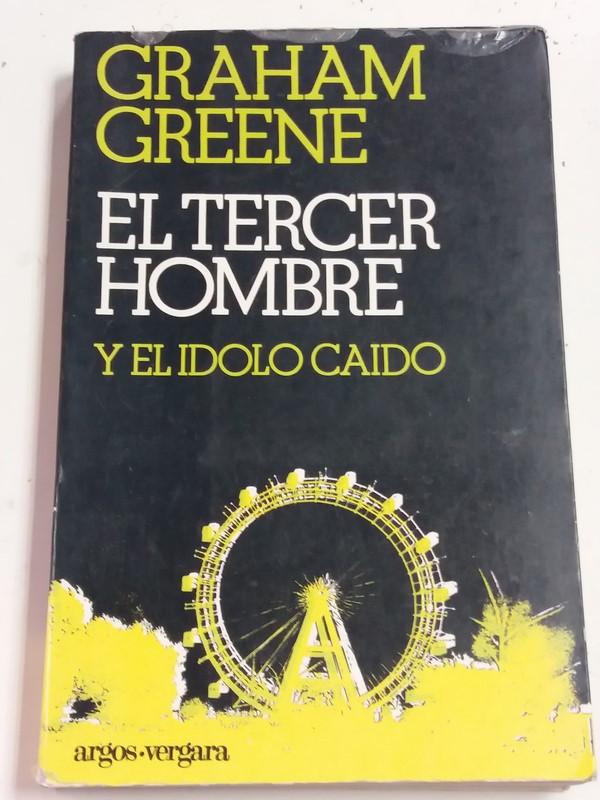 GRAHAM
GREENE
EL TERCER
HOMBRE
Y EL IDOLO CAIDO
argos·vergara